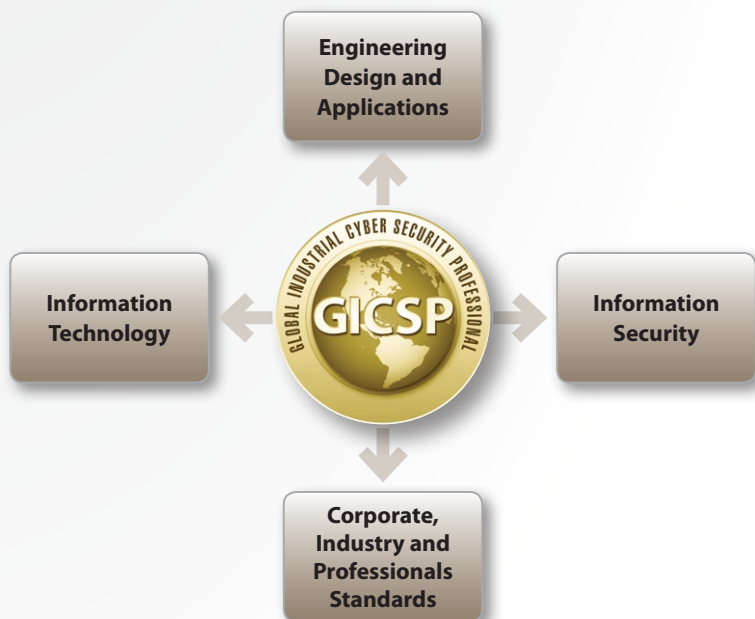 Engineering
Design and
Applications
GLOBAL INDUSTRIAL CYBER SECURITY PROFESSIONAL
GICSP
Information
Technology
Information
Security
Corporate,
Industry and
Professionals
Standards